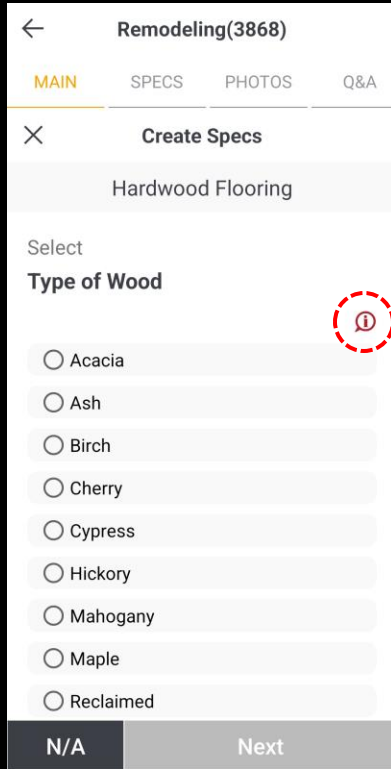 Remodeling(3868)
MAIN SPECS PHOTOS Q&A
Create Specs
Hardwood Flooring
Select
Type of Wood
Acacia
Ash
Birch
Cherry
Cypress
Hickory
Mahogany
Maple
Reclaimed
N/A Next